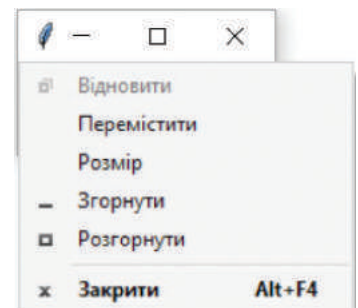 Відновити
Перемістити
Розмір
Згорнути
Розгорнути
Закрити Alt+F4